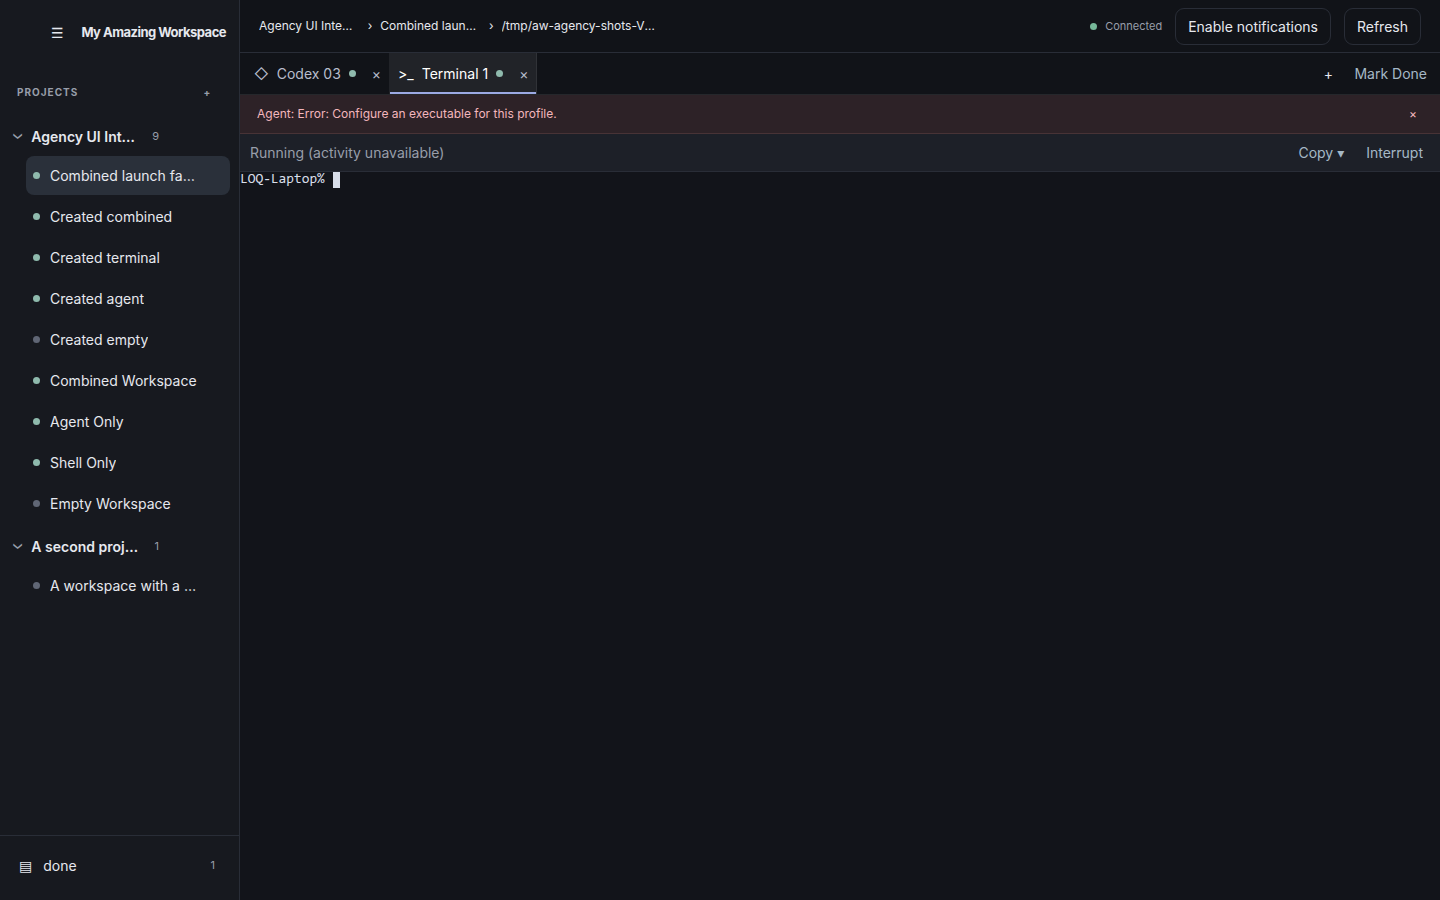 ☰ My Amazing Workspace
PROJECTS +
Agency UI Int... 9
Combined launch fa...
Created combined
Created terminal
Created agent
Created empty
Combined Workspace
Agent Only
Shell Only
Empty Workspace
A second proj... 1
A workspace with a ...
done 1
Agency UI Inte... › Combined laun... › /tmp/aw-agency-shots-V...
Connected Enable notifications Refresh
Codex 03 × >_ Terminal 1 × + Mark Done
Agent: Error: Configure an executable for this profile. ×
Running (activity unavailable) Copy ▾ Interrupt
LOQ-Laptop%